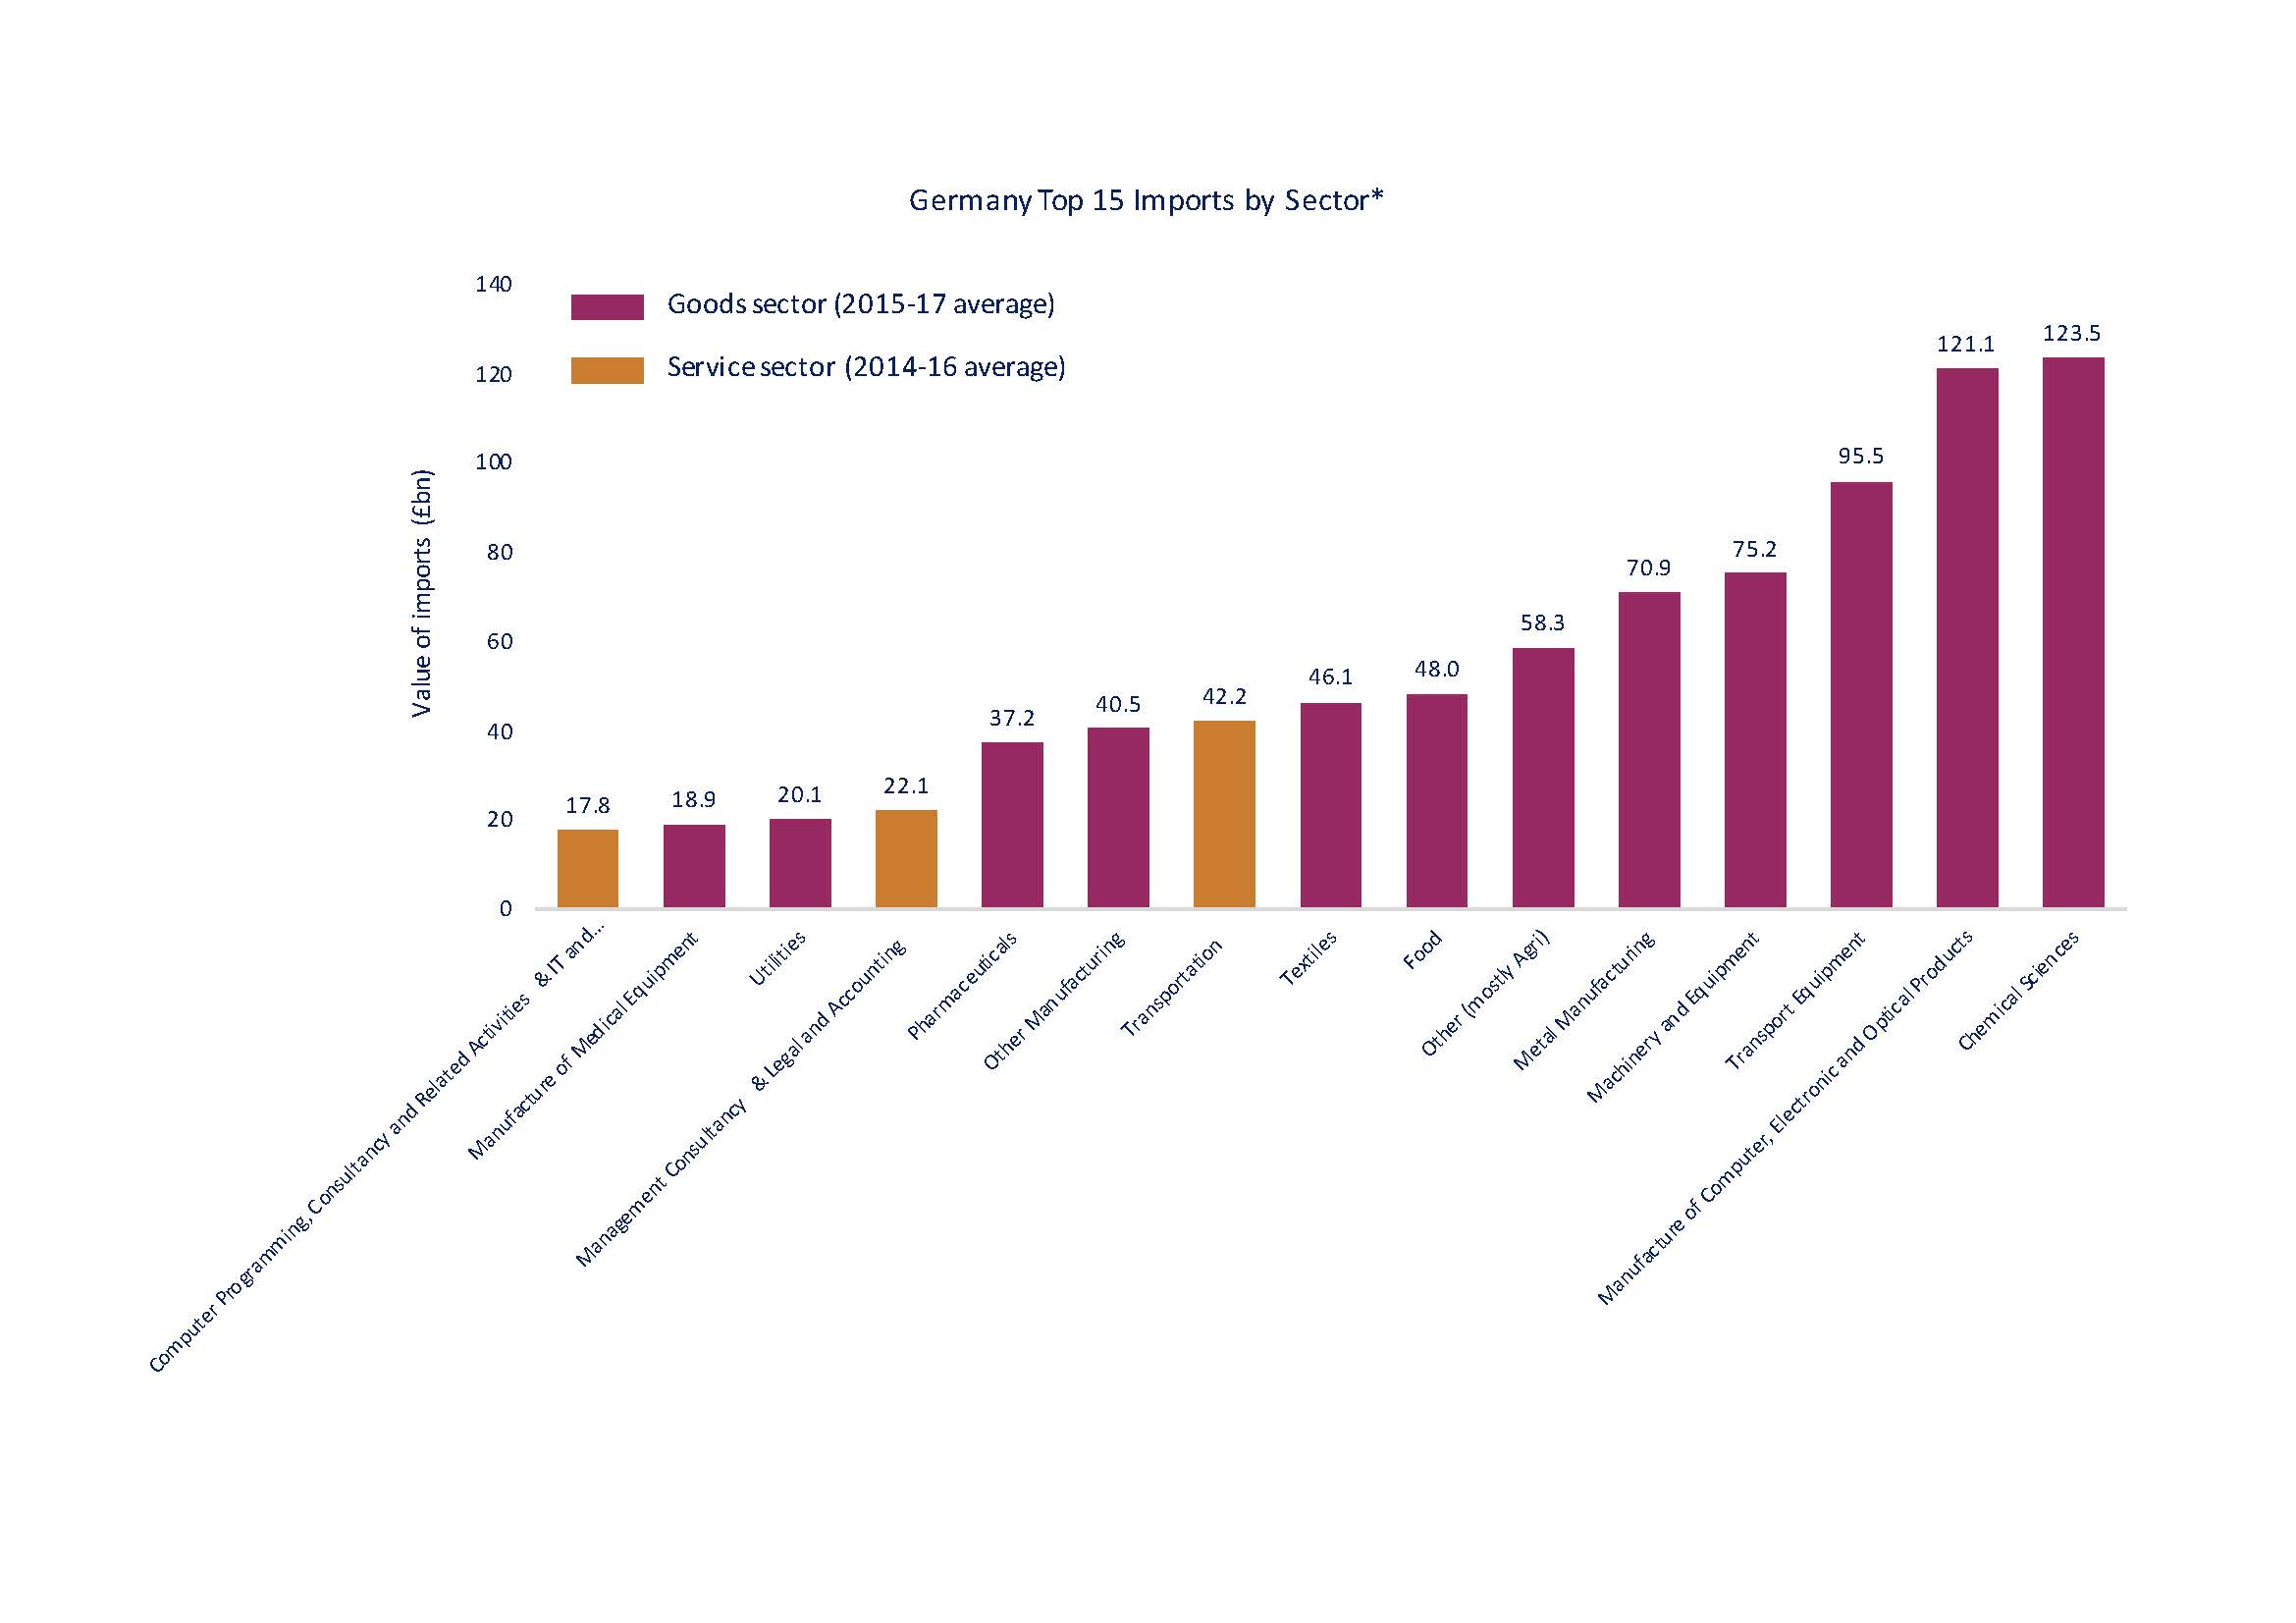 Germany Top 15 Imports by Sector*
Goods sector (2015-17 average)
Service sector (2014-16 average)
Value of imports (£bn)
140
120
100
80
60
40
20
0
17.8
18.9
20.1
22.1
37.2
40.5
42.2
46.1
48.0
58.3
70.9
75.2
95.5
121.1
123.5
Computer Programming, Consultancy and Related Activities & IT and...
Manufacture of Medical Equipment
Utilities
Management Consultancy & Legal and Accounting
Pharmaceuticals
Other Manufacturing
Transportation
Textiles
Food
Other (mostly Agri)
Metal Manufacturing
Machinery and Equipment
Transport Equipment
Manufacture of Computer, Electronic and Optical Products
Chemical Sciences